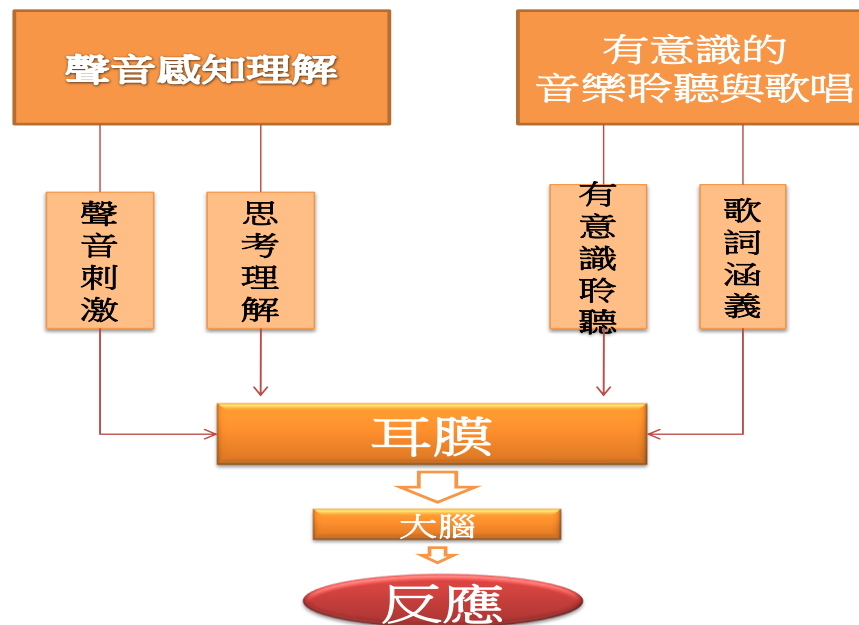 聲音感知理解
有意識的
音樂聆聽與歌唱
聲音刺激
思考理解
有意識聆聽
歌詞涵義
耳膜
大腦
反應